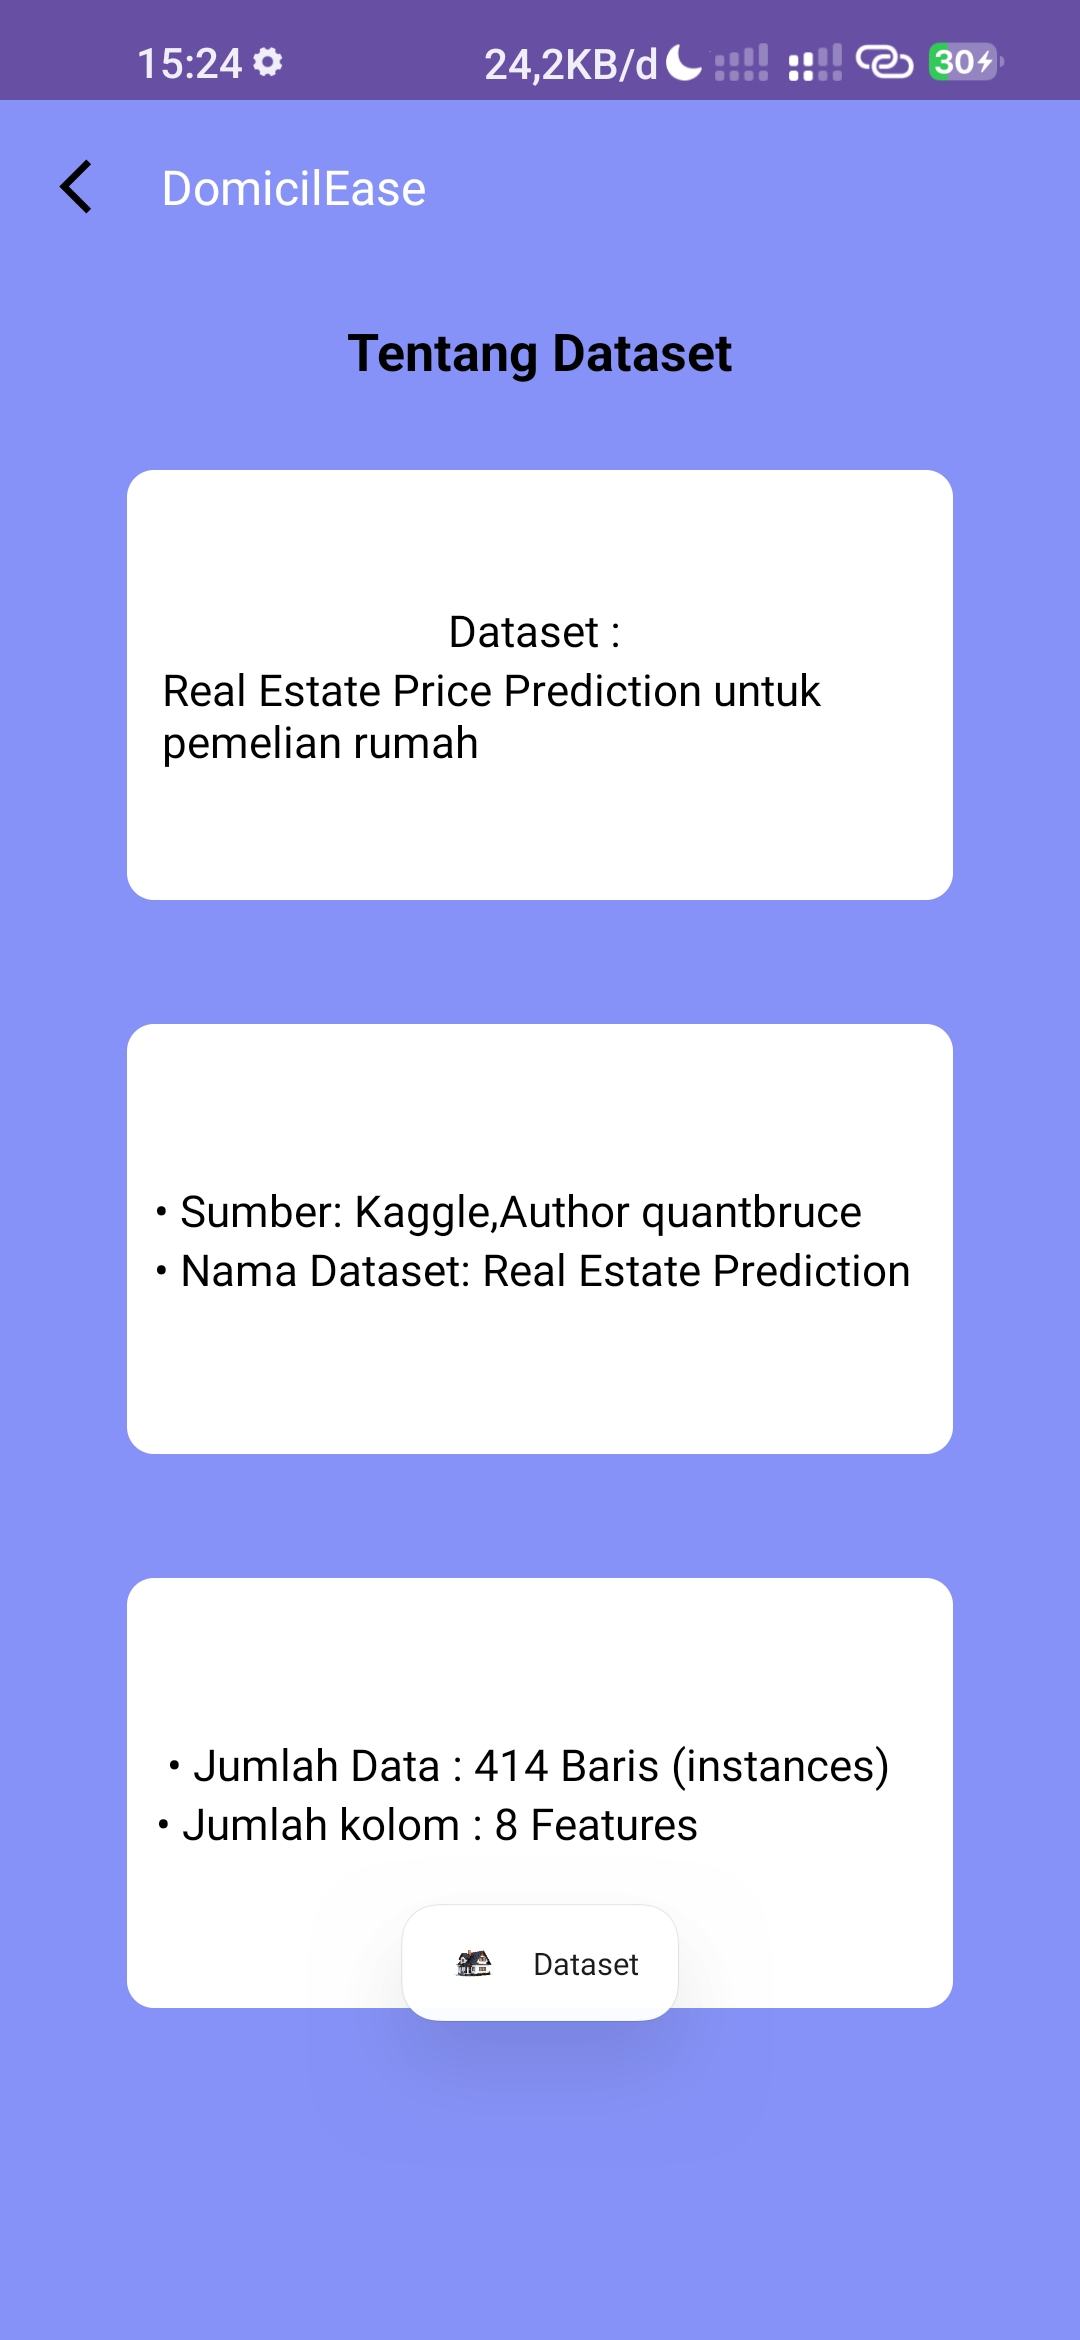 15:24 24,2KB/d 30
DomicilEase
Tentang Dataset
Dataset :
Real Estate Price Prediction untuk
pemelian rumah
• Sumber: Kaggle,Author quantbruce
• Nama Dataset: Real Estate Prediction
• Jumlah Data : 414 Baris (instances)
• Jumlah kolom : 8 Features
Dataset